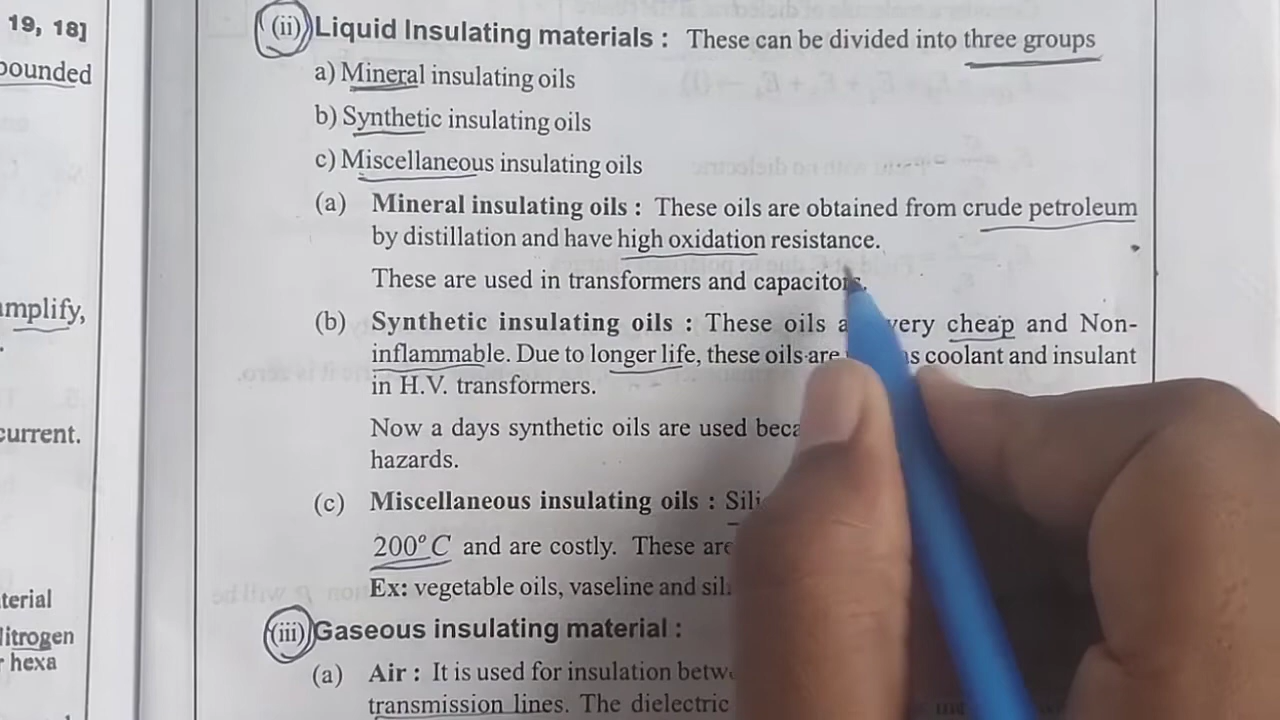 19, 18]
pounded
amplify,
current.
terial
litrogen
hexa
(ii) Liquid Insulating materials : These can be divided into three groups
a) Mineral insulating oils
b) Synthetic insulating oils
c) Miscellaneous insulating oils
(a) Mineral insulating oils : These oils are obtained from crude petroleum
by distillation and have high oxidation resistance.
These are used in transformers and capacitors.
(b) Synthetic insulating oils : These oils very cheap and Non-
inflammable. Due to longer life, these oils are as coolant and insulant
in H.V. transformers.
Now a days synthetic oils are used
hazards.
(c) Miscellaneous insulating oils :
200° C and are costly. These are
Ex: vegetable oils, vaseline and
(iii) Gaseous insulating material :
(a) Air : It is used for insulation
transmission lines. The dielectric